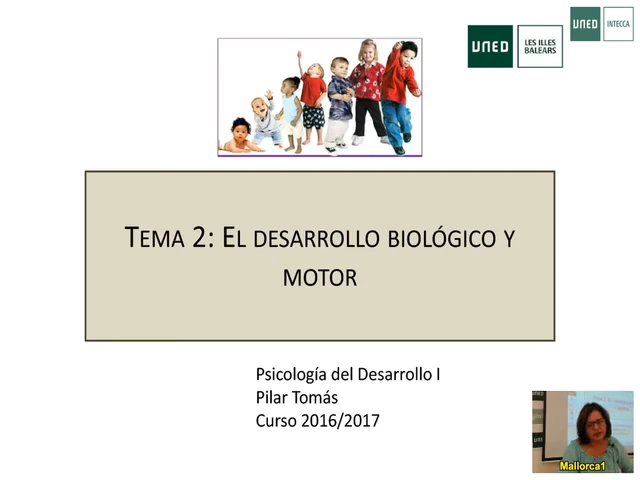 UNED
INTECCA
UNED
LES ILLES
BALEARS
TEMA 2: EL DESARROLLO BIOLÓGICO Y
MOTOR
Psicología del Desarrollo I
Pilar Tomás
Curso 2016/2017
UNED
Mallorca1